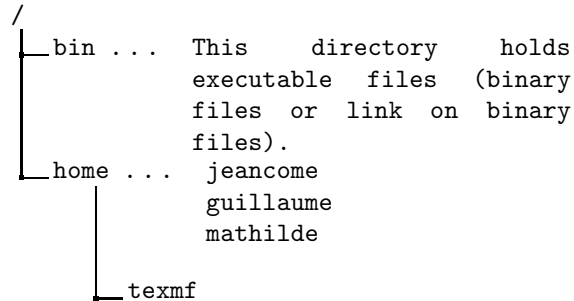 /
bin ... This directory holds
executable files (binary
files or link on binary
files).
home ... jeancome
guillaume
mathilde
texmf